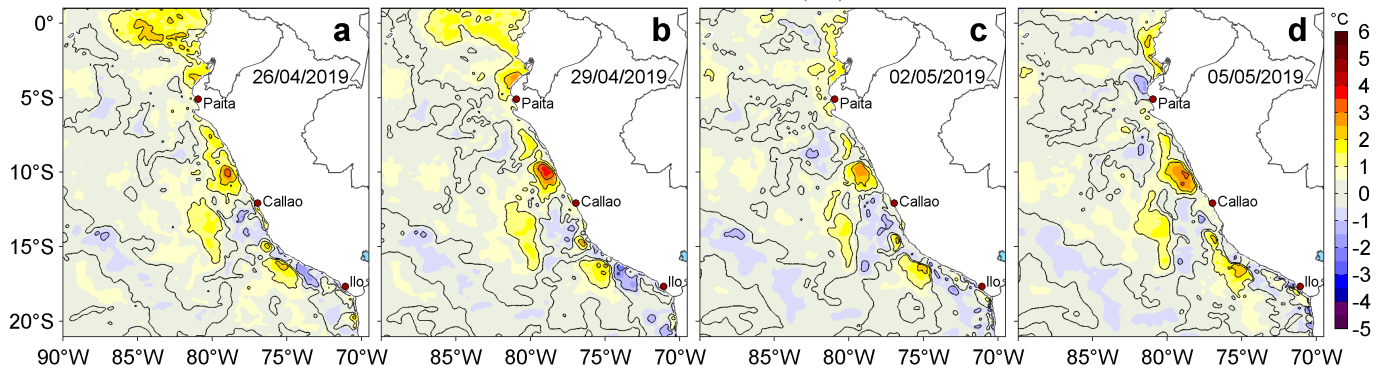 a b c d
26/04/2019 29/04/2019 02/05/2019 05/05/2019
Paita Paita Paita Paita
Callao Callao Callao Callao
Ilo Ilo Ilo Ilo
0°
5°S
10°S
15°S
20°S
90°W 85°W 80°W 75°W 70°W 85°W 80°W 75°W 70°W 85°W 80°W 75°W 70°W 85°W 80°W 75°W 70°W
°C
6
5
4
3
2
1
0
-1
-2
-3
-4
-5